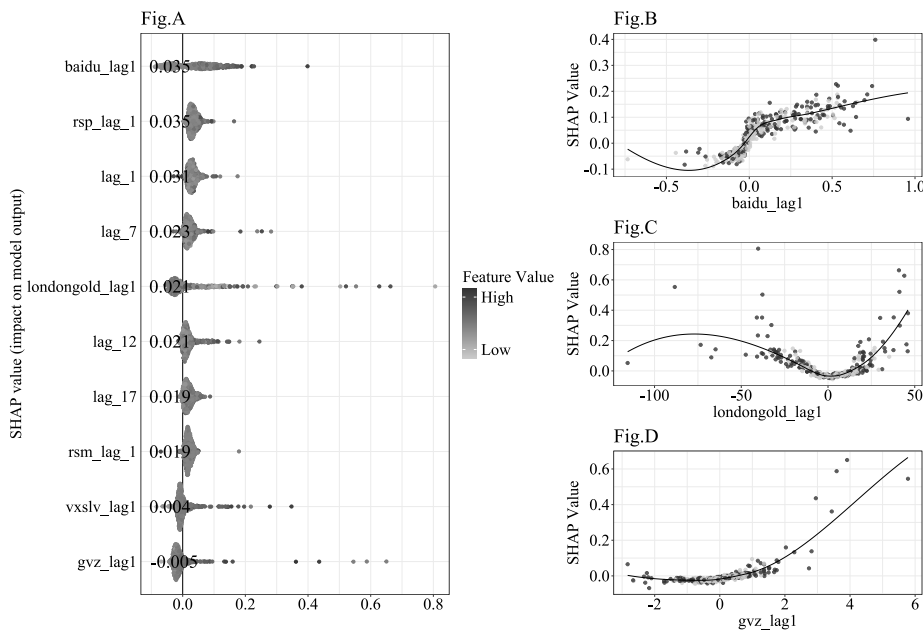 Fig.A
SHAP value (impact on model output)
baidu_lag1 0.035
rsp_lag_1 0.035
lag_1 0.031
lag_7 0.023
londongold_lag1 0.021
lag_12 0.021
lag_17 0.019
rsm_lag_1 0.019
vxslv_lag1 0.004
gvz_lag1 -0.005
0.0 0.2 0.4 0.6 0.8
Feature Value
High
Low
Fig.B
SHAP Value
0.4
0.3
0.2
0.1
0.0
-0.1
-0.5 0.0 0.5 1.0
baidu_lag1
Fig.C
SHAP Value
0.8
0.6
0.4
0.2
0.0
-100 -50 0 50
londongold_lag1
Fig.D
SHAP Value
0.6
0.4
0.2
0.0
-2 0 2 4 6
gvz_lag1